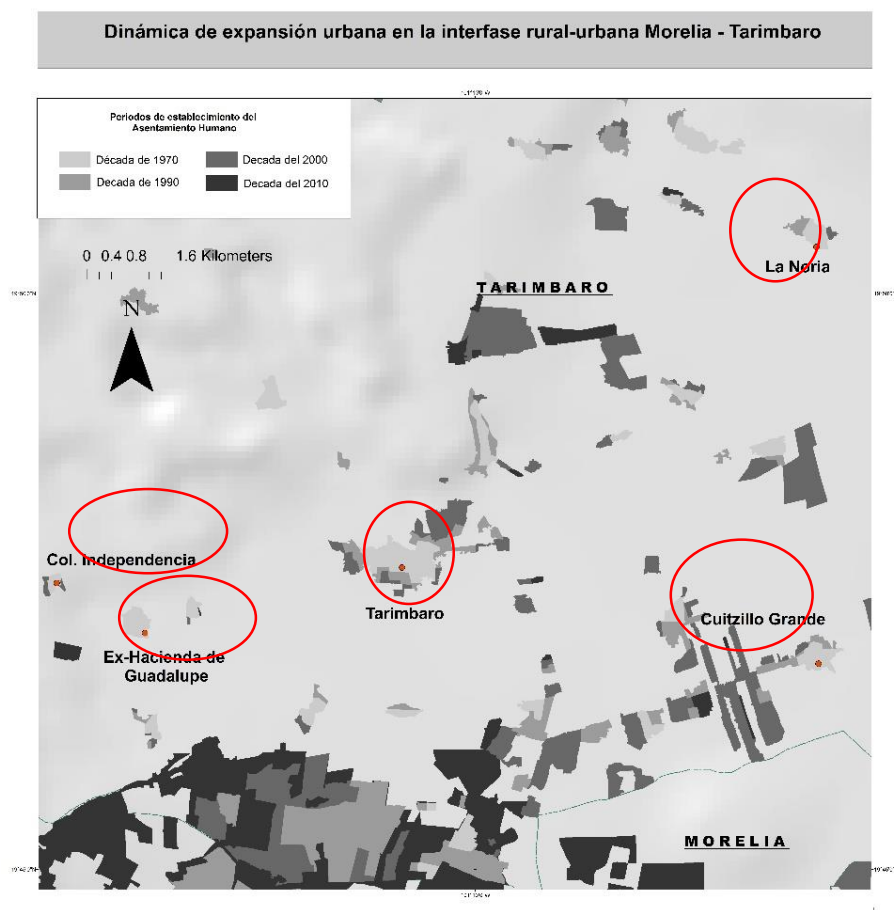 Dinámica de expansión urbana en la interfase rural-urbana Morelia - Tarimbaro
Periodos de establecimiento del
Asentamiento Humano
Década de 1970
Decada del 2000
Decada de 1990
Decada del 2010
0 0.4 0.8 1.6 Kilometers
N
La Noria
TARIMBARO
Col. Independencia
Tarimbaro
Cuitzillo Grande
Ex-Hacienda de
Guadalupe
MORELIA